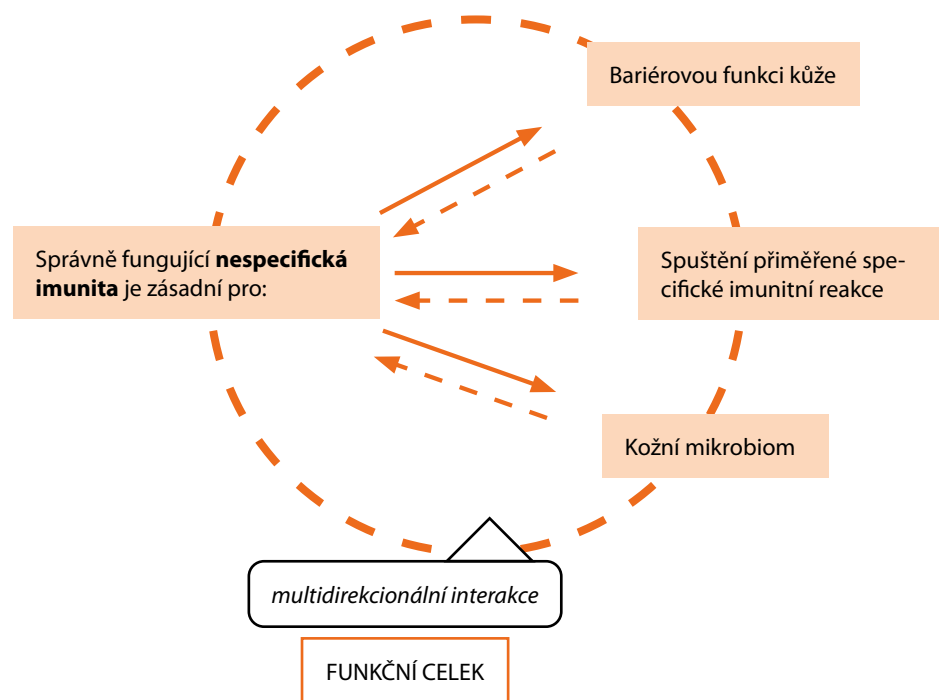 Bariérovou funkci kůže
Správně fungující nespecifická
imunita je zásadní pro:
Spuštění přiměřené spe-
cifické imunitní reakce
Kožní mikrobiom
multidirekcionální interakce
FUNKČNÍ CELEK